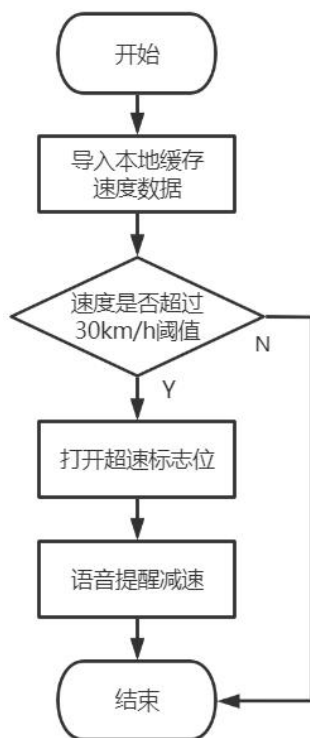 开始
导入本地缓存
速度数据
速度是否超过
30km/h阈值
N
Y
打开超速标志位
语音提醒减速
结束